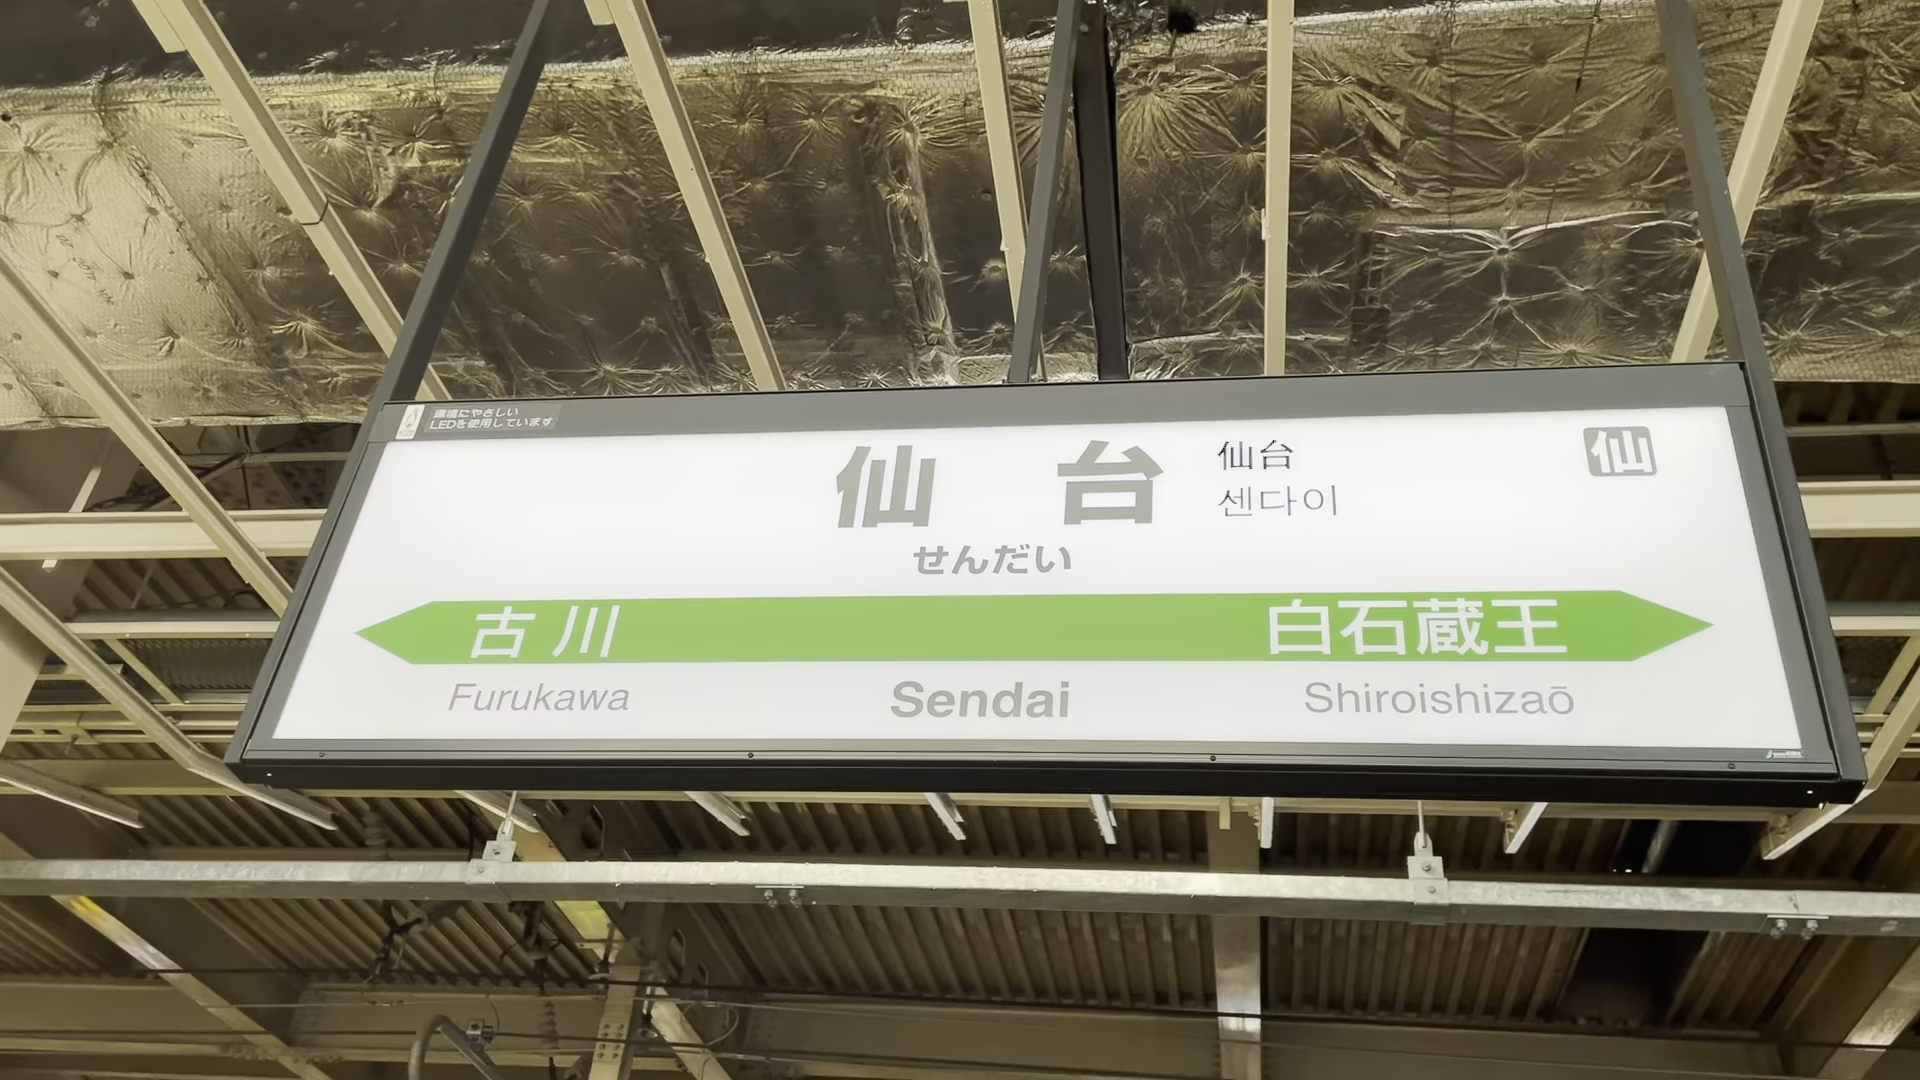 環境にやさしい
LEDを使用しています
仙台
仙台
센다이
仙
せんだい
古川
白石蔵王
Furukawa
Sendai
Shiroishizaō